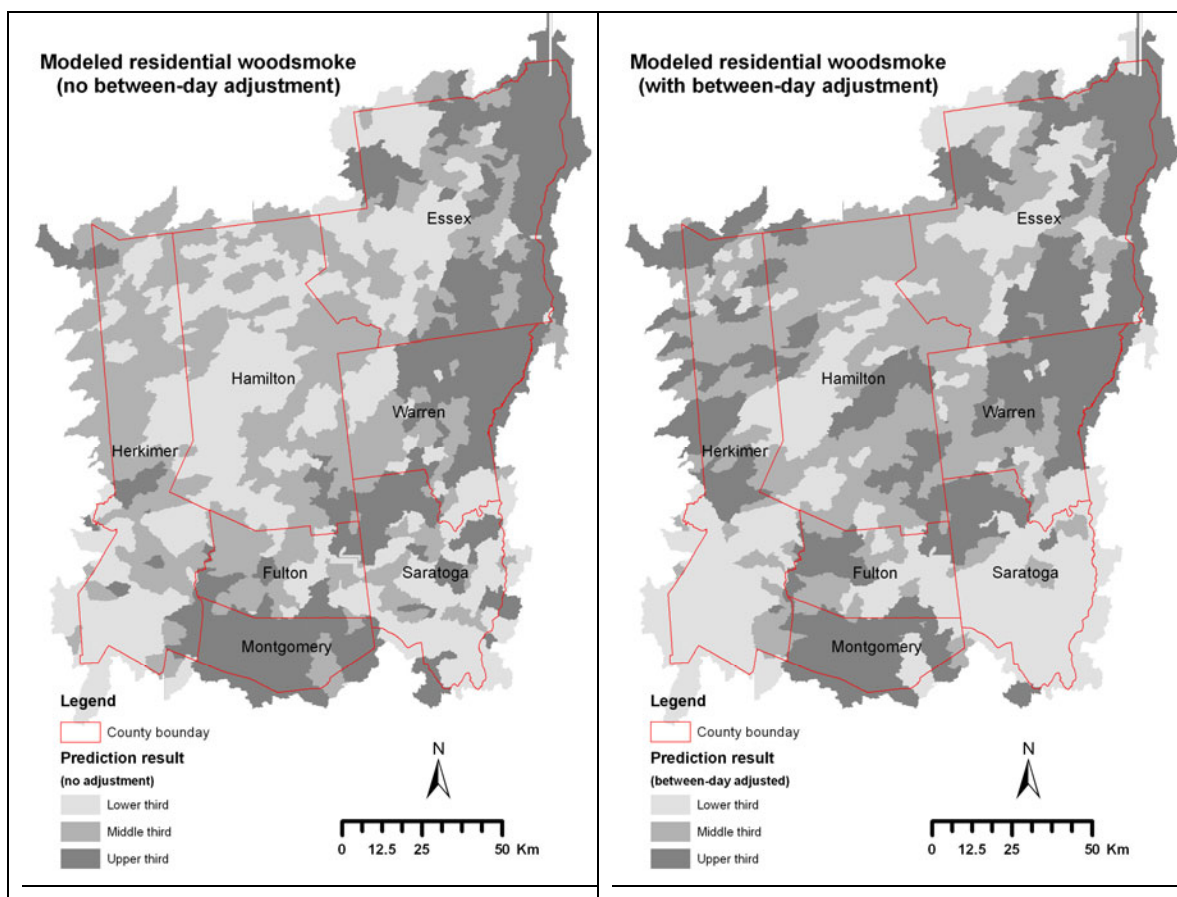 Modeled residential woodsmoke
(no between-day adjustment)
Essex
Hamilton
Warren
Herkimer
Fulton
Saratoga
Montgomery
Legend
County bounday
Prediction result
(no adjustment)
Lower third
Middle third
Upper third
N
0 12.5 25 50 Km
Modeled residential woodsmoke
(with between-day adjustment)
Essex
Hamilton
Warren
Herkimer
Fulton
Saratoga
Montgomery
Legend
County bounday
Prediction result
(between-day adjusted)
Lower third
Middle third
Upper third
N
0 12.5 25 50 Km